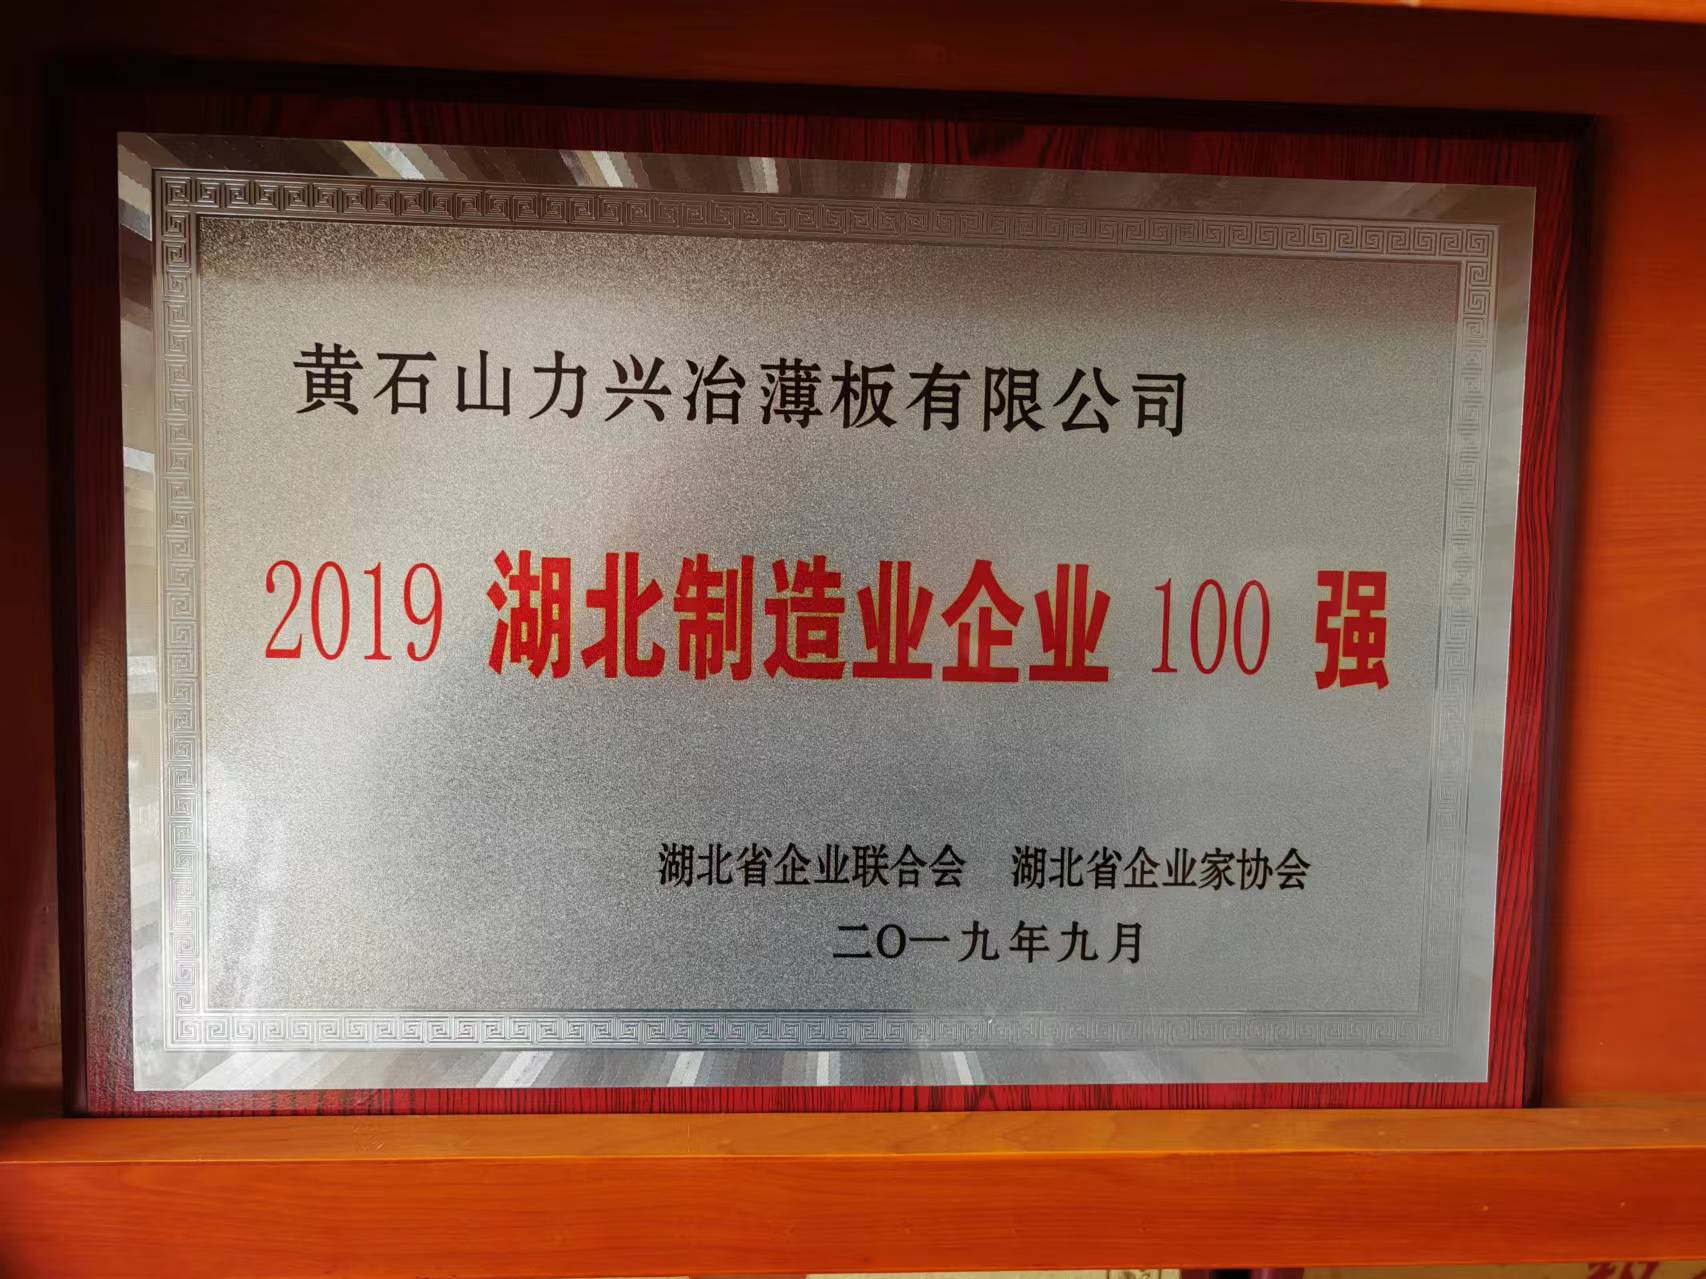 黄石山力兴冶薄板有限公司
2019 湖北制造业企业 100 强
湖北省企业联合会 湖北省企业家协会
二〇一九年九月